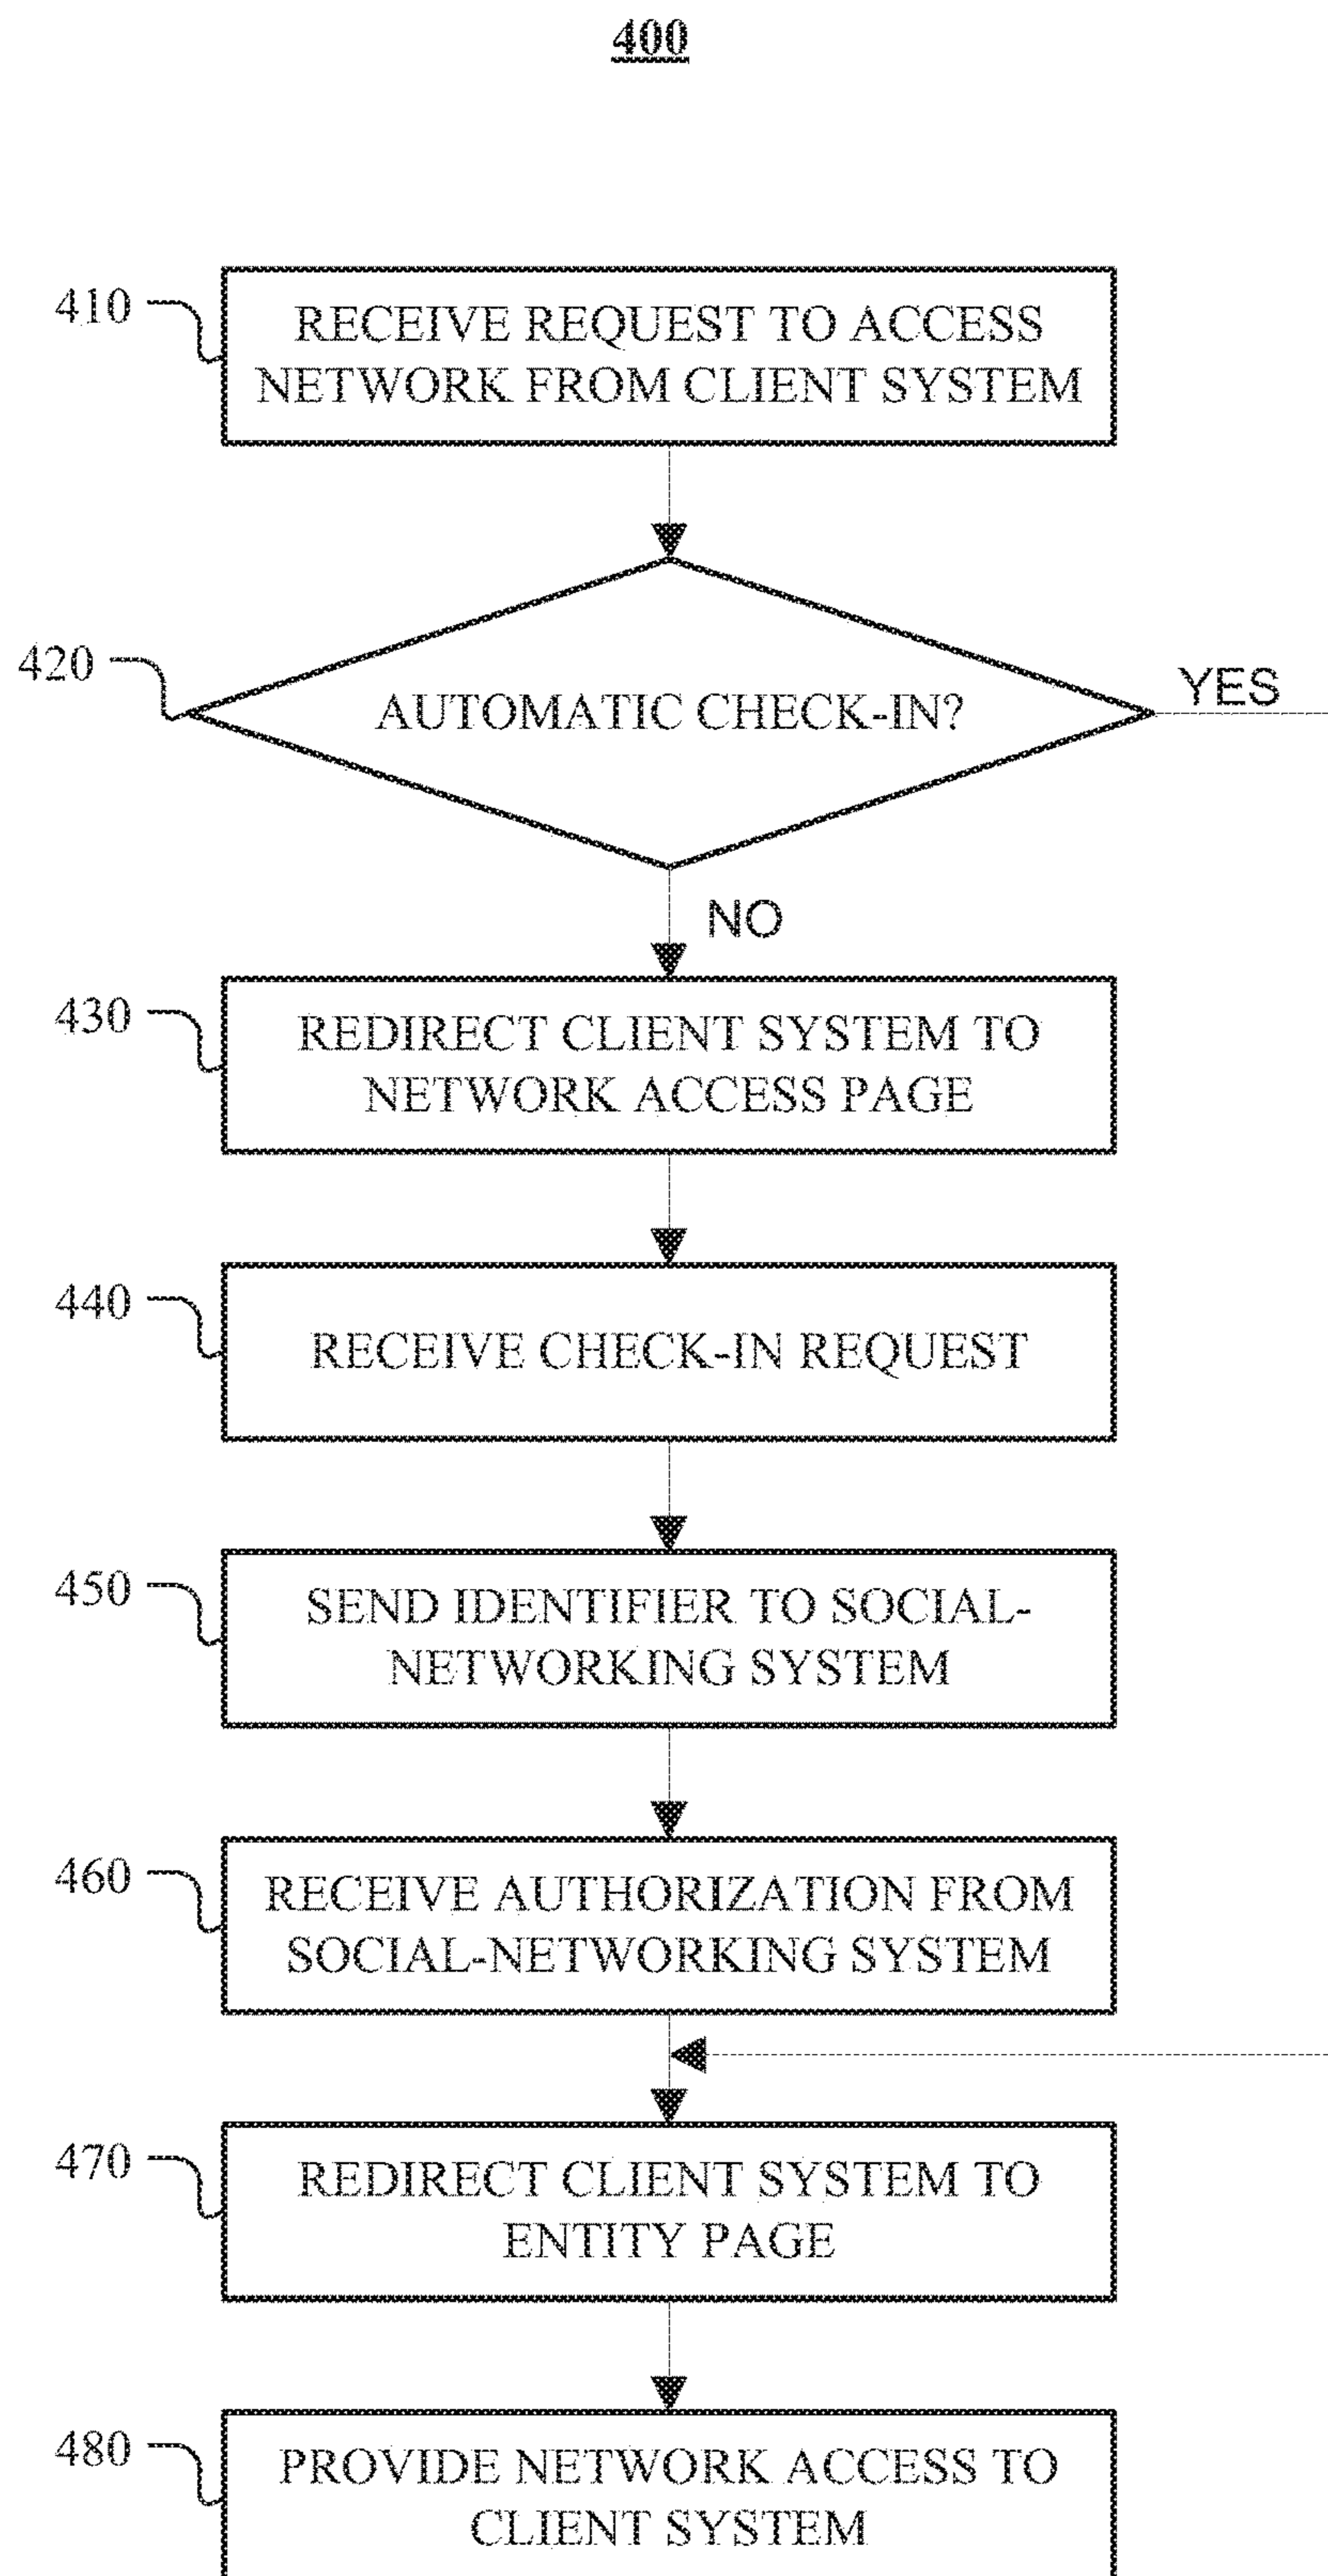 400
410
RECEIVE REQUEST TO ACCESS
NETWORK FROM CLIENT SYSTEM
420
AUTOMATIC CHECK-IN?
YES
NO
430
REDIRECT CLIENT SYSTEM TO
NETWORK ACCESS PAGE
440
RECEIVE CHECK-IN REQUEST
450
SEND IDENTIFIER TO SOCIAL-
NETWORKING SYSTEM
460
RECEIVE AUTHORIZATION FROM
SOCIAL-NETWORKING SYSTEM
470
REDIRECT CLIENT SYSTEM TO
ENTITY PAGE
480
PROVIDE NETWORK ACCESS TO
CLIENT SYSTEM